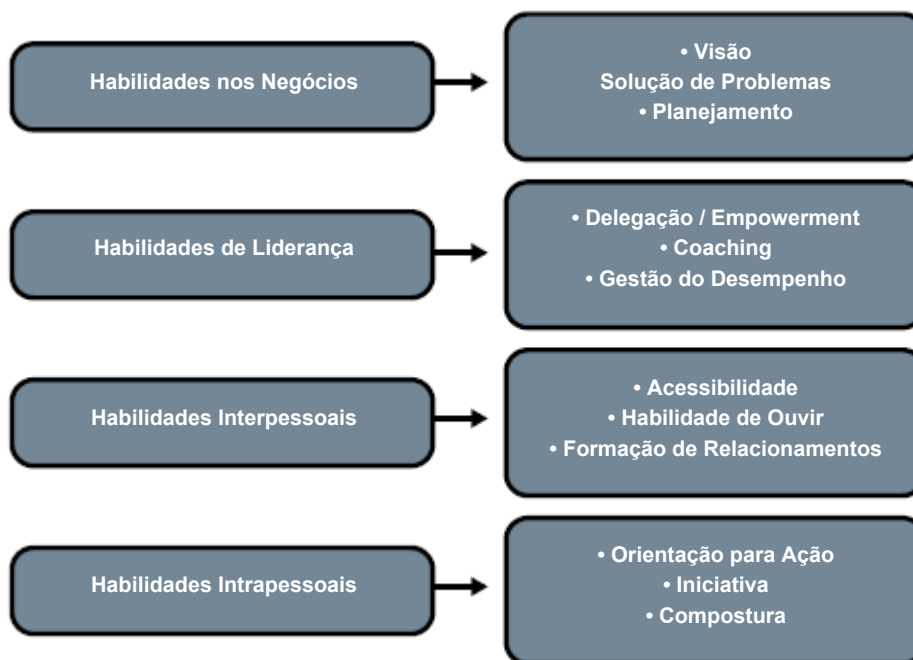 Habilidades nos Negócios
• Visão
Solução de Problemas
• Planejamento
Habilidades de Liderança
• Delegação / Empowerment
• Coaching
• Gestão do Desempenho
Habilidades Interpessoais
• Acessibilidade
• Habilidade de Ouvir
• Formação de Relacionamentos
Habilidades Intrapessoais
• Orientação para Ação
• Iniciativa
• Compostura